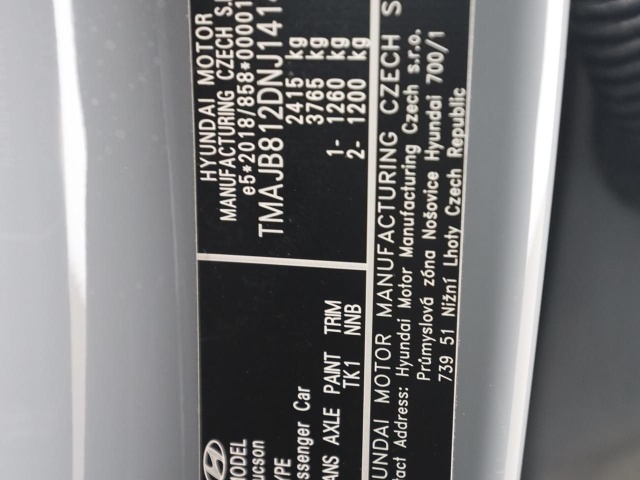 HYUNDAI MOTOR
MANUFACTURING CZECH S.
e5*2018/858*00001
TMAJB812DNJ141
2415 kg
3765 kg
1- 1260 kg
2- 1200 kg
MODEL
Tucson
TYPE
Passenger Car
TRANS AXLE PAINT TRIM
TK1 NNB
HYUNDAI MOTOR MANUFACTURING CZECH S
Contact Address: Hyundai Motor Manufacturing Czech s.r.o.
Průmyslová zóna Nošovice Hyundai 700/1
739 51 Nižní Lhoty Czech Republic